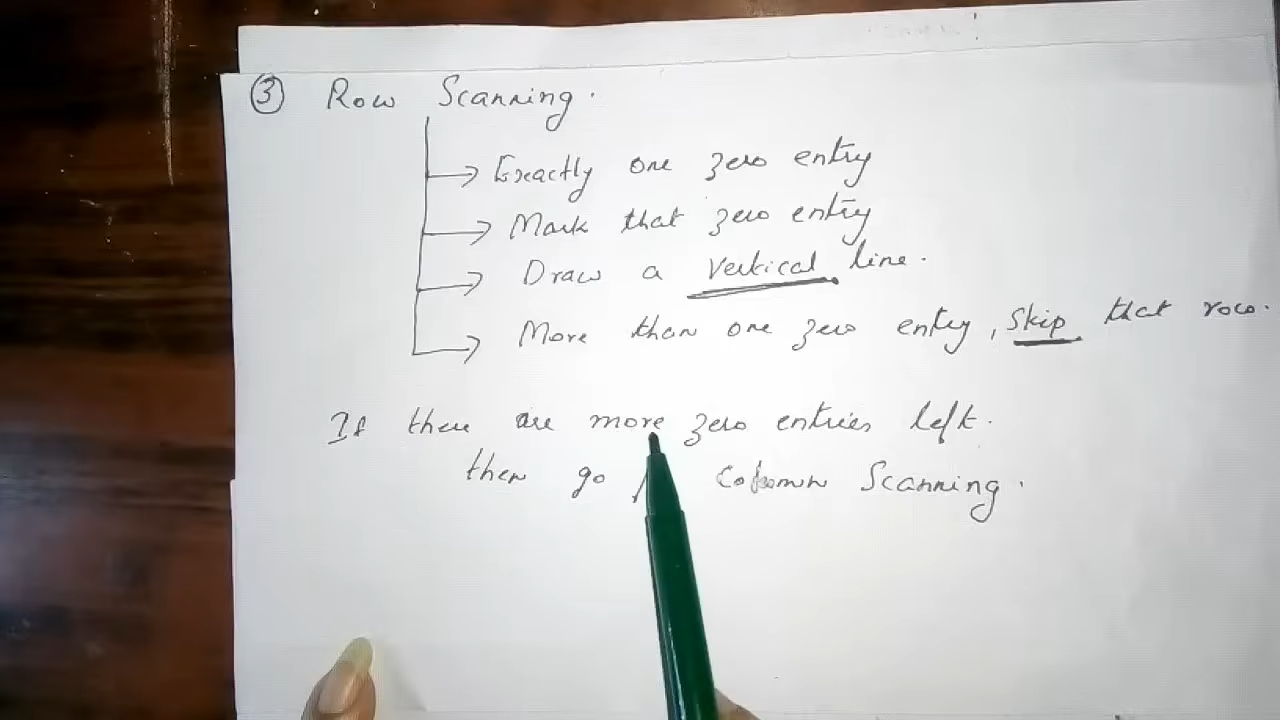 ③ Row Scanning.
Exactly one zero entry
Mark that zero entry
Draw a vertical line.
More than one zero entry, skip that row.
If there are more zero entries left.
then go column Scanning.